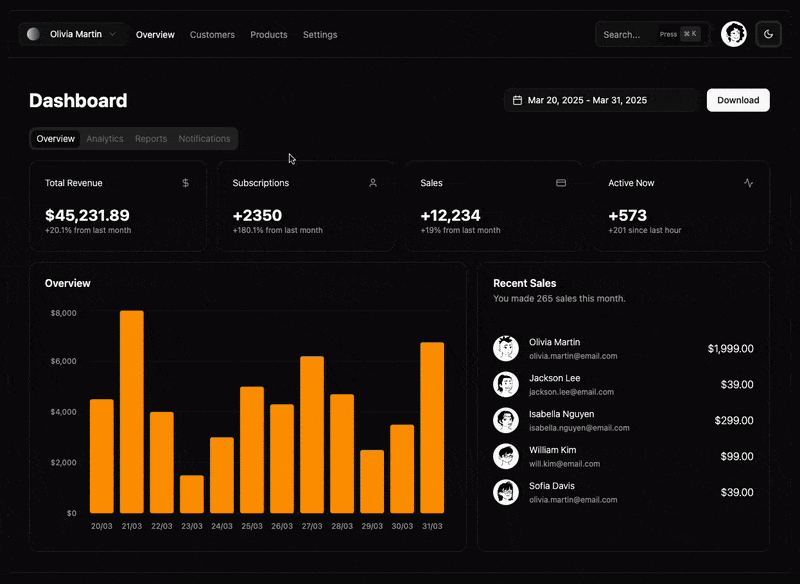 Olivia Martin Overview Customers Products Settings Search... Press ⌘ K
Dashboard Mar 20, 2025 - Mar 31, 2025 Download
Overview Analytics Reports Notifications
Total Revenue $
$45,231.89
+20.1% from last month
Subscriptions
+2350
+180.1% from last month
Sales
+12,234
+19% from last month
Active Now
+573
+201 since last hour
Overview
$8,000
$6,000
$4,000
$2,000
$0
20/03 21/03 22/03 23/03 24/03 25/03 26/03 27/03 28/03 29/03 30/03 31/03
Recent Sales
You made 265 sales this month.
Olivia Martin
olivia.martin@email.com
$1,999.00
Jackson Lee
jackson.lee@email.com
$39.00
Isabella Nguyen
isabella.nguyen@email.com
$299.00
William Kim
will.kim@email.com
$99.00
Sofia Davis
olivia.martin@email.com
$39.00